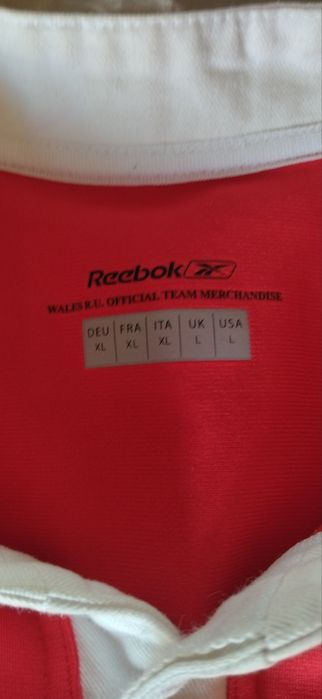 Reebok
WALES R.U. OFFICIAL TEAM MERCHANDISE
DEU FRA ITA UK USA
XL XL XL L L